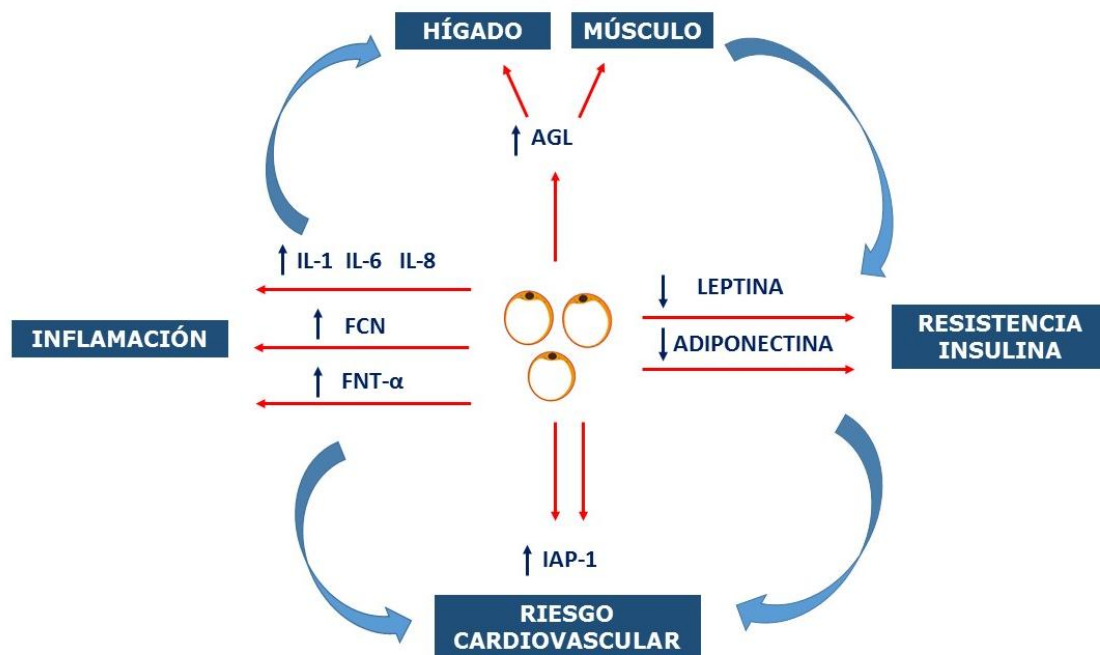 HÍGADO
MÚSCULO
AGL
IL-1 IL-6 IL-8
FCN
FNT-α
INFLAMACIÓN
LEPTINA
ADIPONECTINA
RESISTENCIA
INSULINA
IAP-1
RIESGO
CARDIOVASCULAR